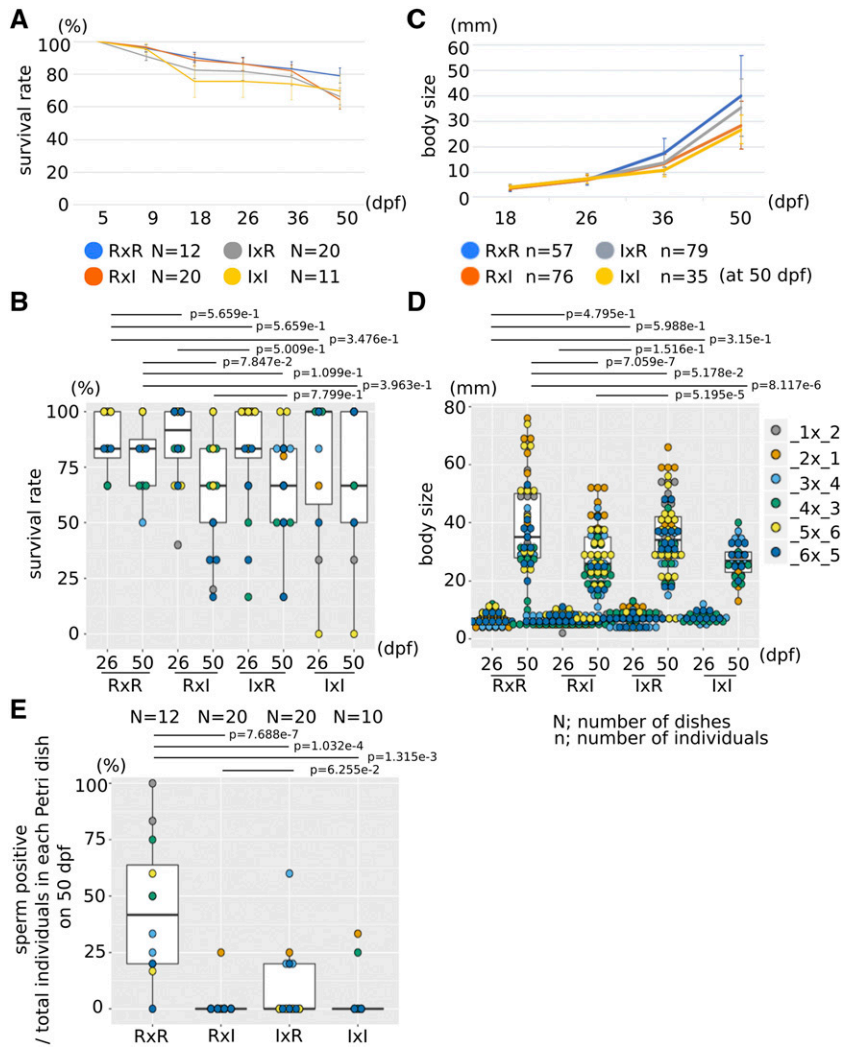 A
(%)
100
80
60
40
20
0
survival rate
5 9 18 26 36 50 (dpf)
RxR N=12 IxR N=20
RxI N=20 IxI N=11
C
(mm)
60
50
40
30
20
10
0
body size
18 26 36 50 (dpf)
RxR n=57 IxR n=79
RxI n=76 IxI n=35 (at 50 dpf)
B
p=5.659e-1
p=5.659e-1
p=3.476e-1
p=5.009e-1
p=7.847e-2
p=1.099e-1
p=3.963e-1
p=7.799e-1
(%)
100
75
50
25
0
survival rate
26 50 26 50 26 50 26 50 (dpf)
RxR RxI IxR IxI
D
p=4.795e-1
p=5.988e-1
p=3.15e-1
p=1.516e-1
p=7.059e-7
p=5.178e-2
p=8.117e-6
p=5.195e-5
(mm)
80
60
40
20
0
body size
_1x_2
_2x_1
_3x_4
_4x_3
_5x_6
_6x_5
26 50 26 50 26 50 26 50 (dpf)
RxR RxI IxR IxI
N; number of dishes
n; number of individuals
E
N=12 N=20 N=20 N=10
p=7.688e-7
p=1.032e-4
p=1.315e-3
p=6.255e-2
(%)
100
75
50
25
0
sperm positive
/ total individuals in each Petri dish
on 50 dpf
RxR RxI IxR IxI